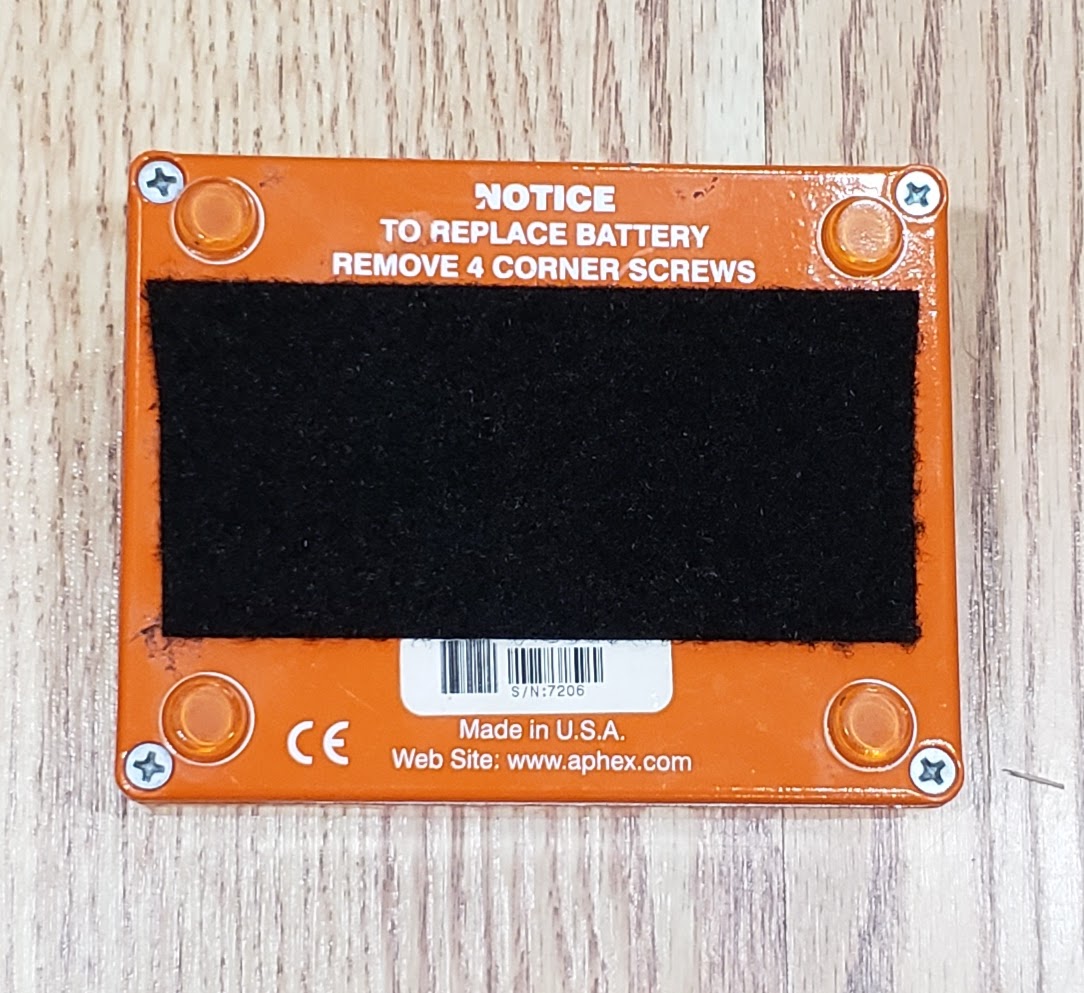 NOTICE
TO REPLACE BATTERY
REMOVE 4 CORNER SCREWS
S/N:7206
Made in U.S.A.
CE
Web Site: www.aphex.com